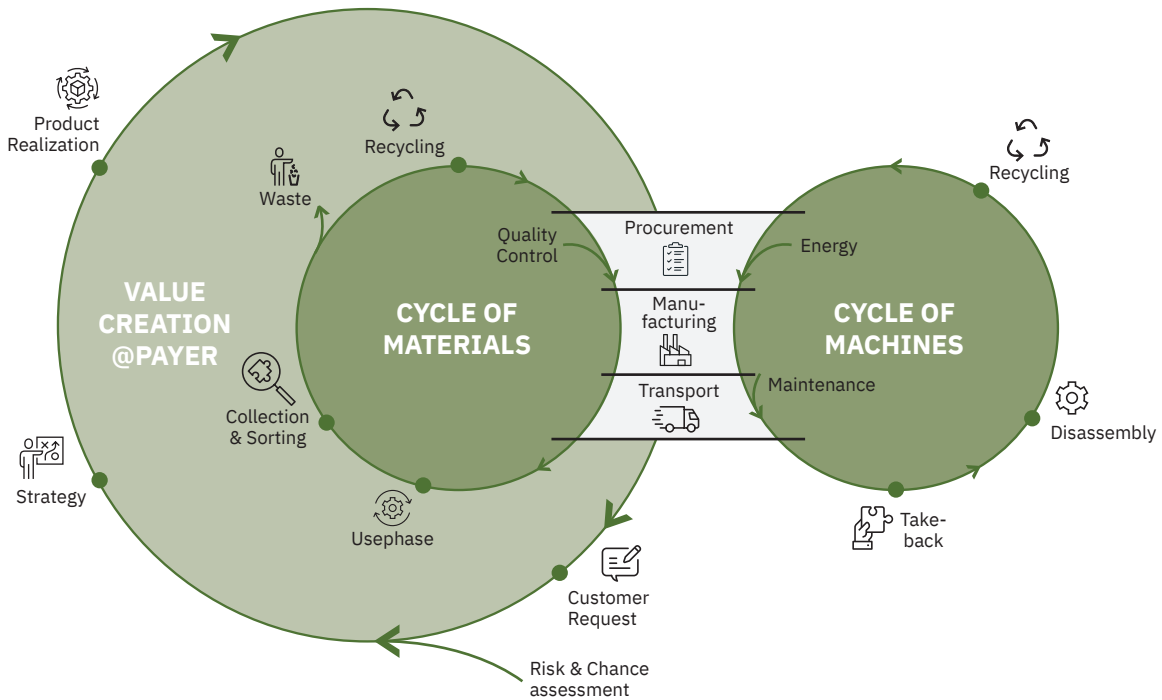 Product
Realization
Recycling
Waste
Recycling
Procurement
Quality
Control
Energy
VALUE
CREATION
@PAYER
CYCLE OF
MATERIALS
Manu-
facturing
CYCLE OF
MACHINES
Transport
Maintenance
Collection
& Sorting
Disassembly
Strategy
Usephase
Take-
back
Customer
Request
Risk & Chance
assessment